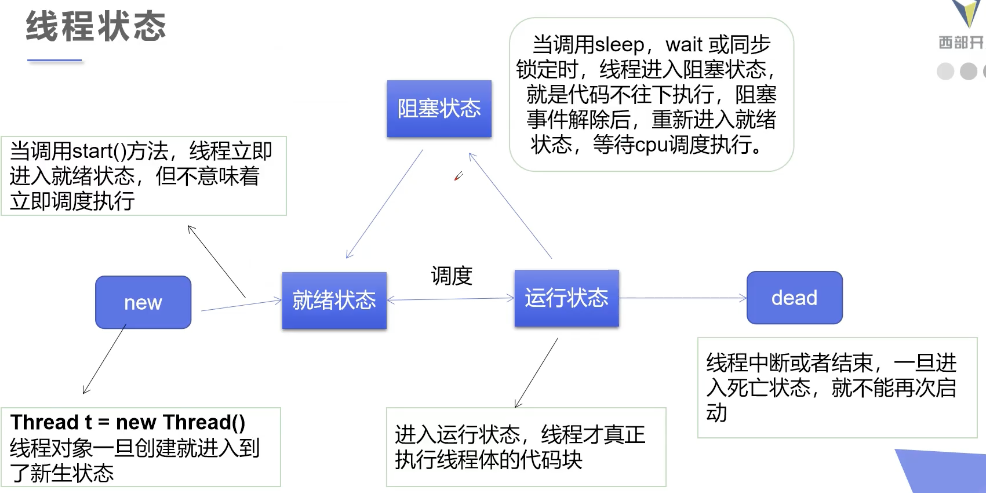 线程状态
西部开
当调用sleep，wait 或同步
锁定时，线程进入阻塞状态，
就是代码不往下执行，阻塞
事件解除后，重新进入就绪
状态，等待cpu调度执行。
阻塞状态
当调用start()方法，线程立即
进入就绪状态，但不意味着
立即调度执行
调度
new
就绪状态
运行状态
dead
线程中断或者结束，一旦进
入死亡状态，就不能再次启
动
Thread t = new Thread()
线程对象一旦创建就进入到
了新生状态
进入运行状态，线程才真正
执行线程体的代码块